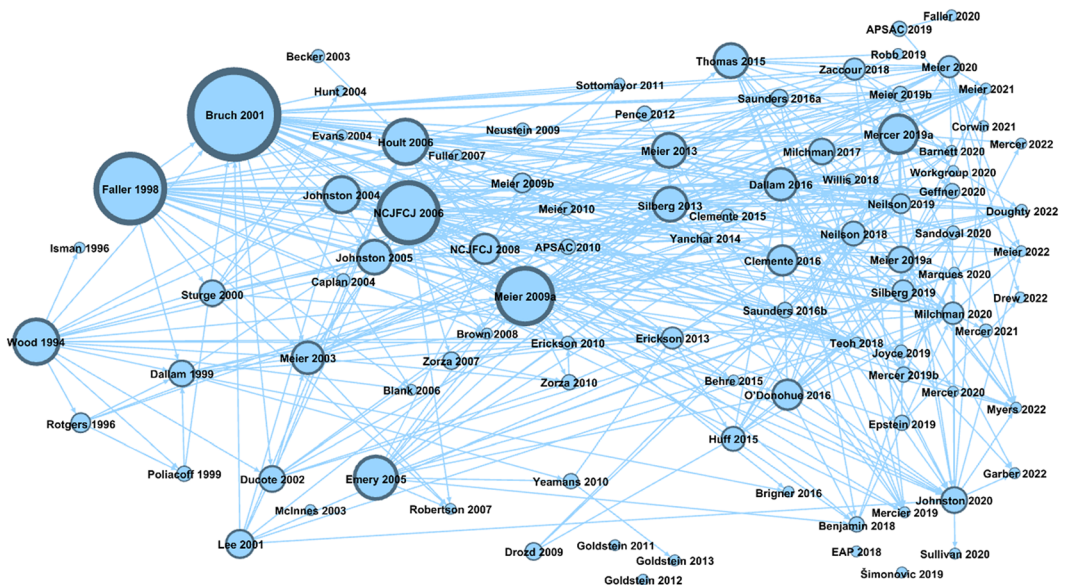 Faller 2020
APSAC 2019
Becker 2003
Robb 2019
Thomas 2015
Meier 2020
Zaccour 2018
Sottomayor 2011
Meier 2021
Hunt 2004
Meier 2019b
Saunders 2016a
Bruch 2001
Pence 2012
Corwin 2021
Neustein 2009
Evans 2004
Mercer 2019a
Hoult 2006
Mercer 2022
Meier 2013
Milchman 2017
Barnett 2020
Fuller 2007
Workgroup 2020
Willis 2018
Meier 2009b
Dallam 2016
Faller 1998
Geffner 2020
Johnston 2004
Neilson 2019
Silberg 2013
Meier 2010
Doughty 2022
NCJFCJ 2006
Clemente 2015
Sandoval 2020
Neilson 2018
Yanchar 2014
Isman 1996
APSAC 2010
NCJFCJ 2008
Meier 2022
Johnston 2005
Clemente 2016
Meier 2019a
Marques 2020
Caplan 2004
Silberg 2019
Sturge 2000
Meier 2009a
Drew 2022
Saunders 2016b
Milchman 2020
Mercer 2021
Brown 2008
Erickson 2013
Wood 1994
Erickson 2010
Teoh 2018
Joyce 2019
Meier 2003
Zorza 2007
Dallam 1999
Mercer 2019b
Behre 2015
Zorza 2010
Blank 2006
Mercer 2020
O'Donohue 2016
Myers 2022
Rotgers 1996
Epstein 2019
Huff 2015
Poliacoff 1999
Garber 2022
Ducote 2002
Emery 2005
Yeamans 2010
Brigner 2016
Johnston 2020
McInnes 2003
Robertson 2007
Mercier 2019
Benjamin 2018
Lee 2001
Goldstein 2011
Drozd 2009
EAP 2018
Sullivan 2020
Goldstein 2013
Šimonovic 2019
Goldstein 2012